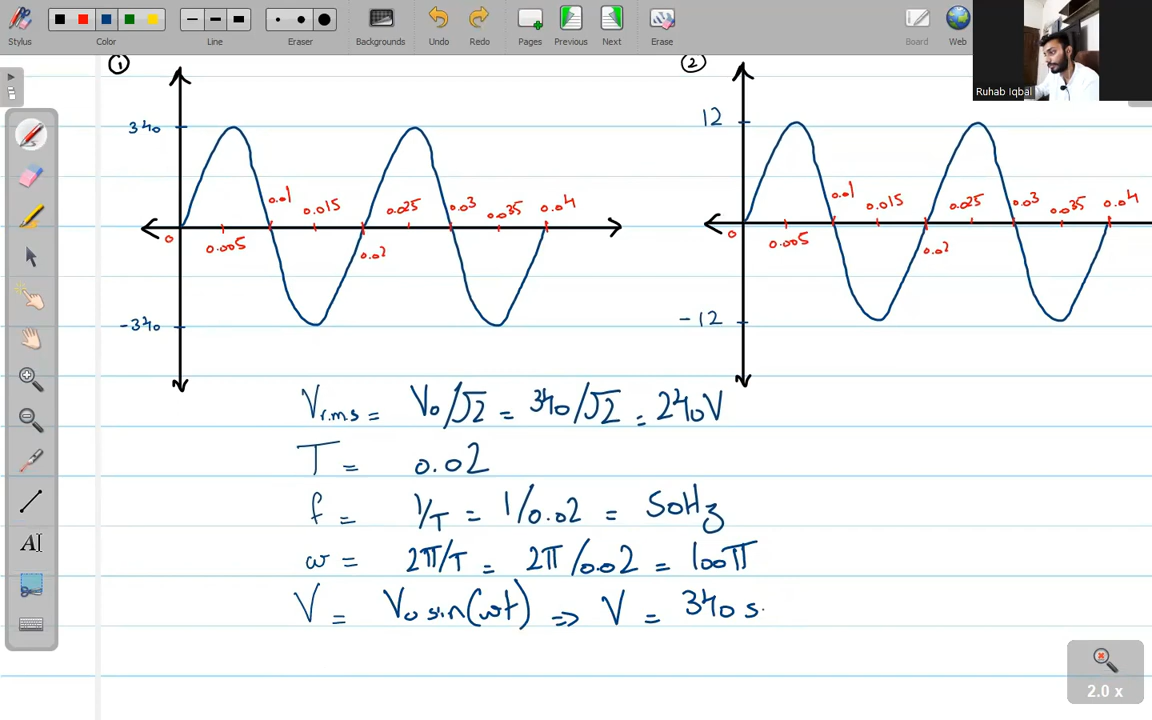 Stylus Color Line Eraser Backgrounds Undo Redo Pages Previous Next Erase Board Web
Ruhab Iqbal
①
340
0.01
0.015
0.025
0.03
0.035
0.04
0
0.005
0.02
-340
②
12
0.01
0.015
0.025
0.03
0.035
0.04
0
0.005
0.02
-12
Vr.ms = V₀/√2 = 340/√2 = 240V
T = 0.02
f = 1/T = 1/0.02 = 50Hz
ω = 2π/T = 2π/0.02 = 100π
V = V₀ sin(ωt) => V = 340 s.
A
2.0 x